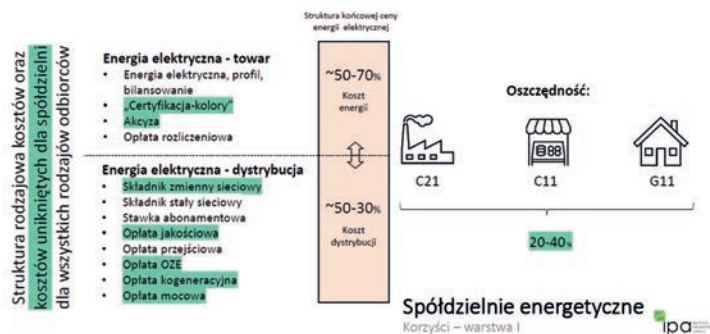 Struktura rodzajowa kosztów oraz
kosztów unikniętych dla spółdzielni
dla wszystkich rodzajów odbiorców
Energia elektryczna - towar
• Energia elektryczna, profil,
bilansowanie
• „Certyfikacja-kolory”
• Akcyza
• Opłata rozliczeniowa
Energia elektryczna - dystrybucja
• Składnik zmienny sieciowy
• Składnik stały sieciowy
• Stawka abonamentowa
• Opłata jakościowa
• Opłata przejściowa
• Opłata OZE
• Opłata kogeneracyjna
• Opłata mocowa
Struktura końcowej ceny
energii elektrycznej
~50-70%
Koszt
energii
~50-30%
Koszt
dystrybucji
Oszczędność:
C21
C11
G11
20-40%
Spółdzielnie energetyczne
Korzyści – warstwa I
ipa